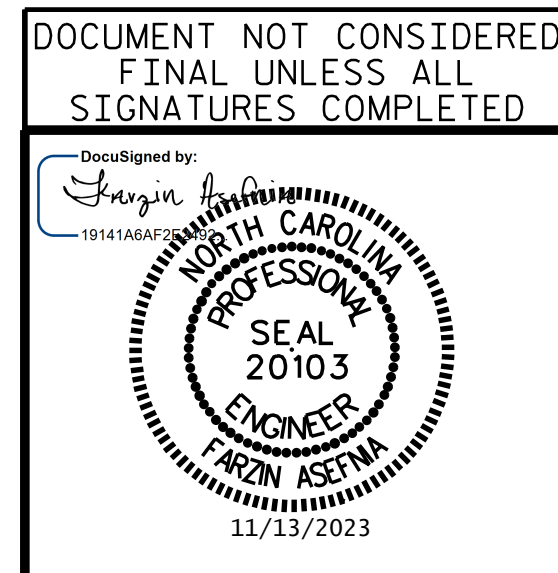 DOCUMENT NOT CONSIDERED
FINAL UNLESS ALL
SIGNATURES COMPLETED
DocuSigned by:
Farzin Asefnia
19141A6AF2E2492...
NORTH CAROLINA
PROFESSIONAL
SEAL
20103
ENGINEER
FARZIN ASEFNIA
11/13/2023